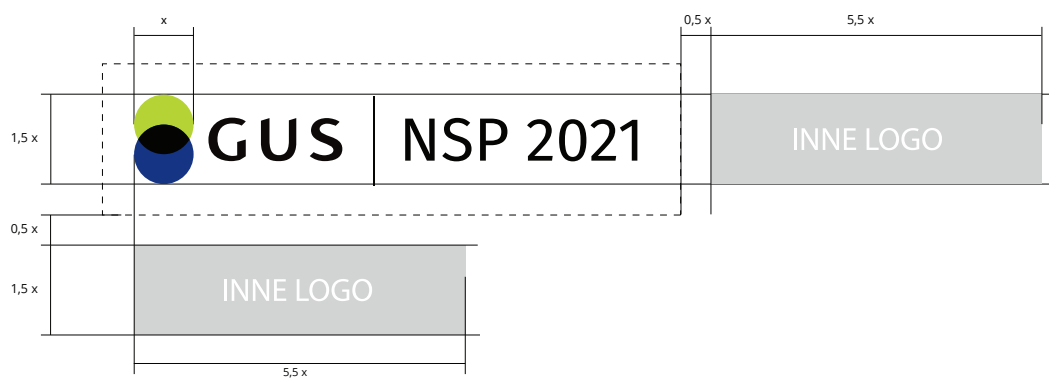 x
0,5 x
5,5 x
1,5 x
GUS
NSP 2021
INNE LOGO
0,5 x
1,5 x
INNE LOGO
5,5 x